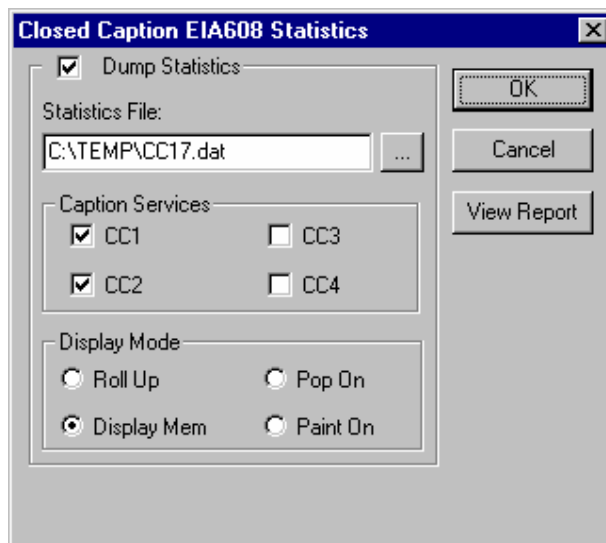 Closed Caption EIA608 Statistics
Dump Statistics
OK
Statistics File:
C:\TEMP\CC17.dat
...
Cancel
Caption Services
View Report
CC1 CC3
CC2 CC4
Display Mode
Roll Up Pop On
Display Mem Paint On